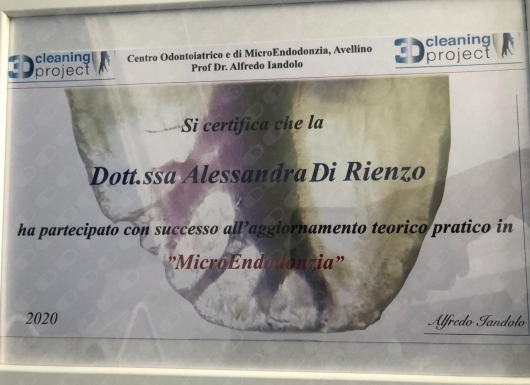 3D cleaning project
Centro Odontoiatrico e di MicroEndodonzia, Avellino
Prof Dr. Alfredo Iandolo
3D cleaning project
Si certifica che la
Dott.ssa Alessandra Di Rienzo
ha partecipato con successo all'aggiornamento teorico pratico in
"MicroEndodonzia"
2020
Alfredo Iandolo